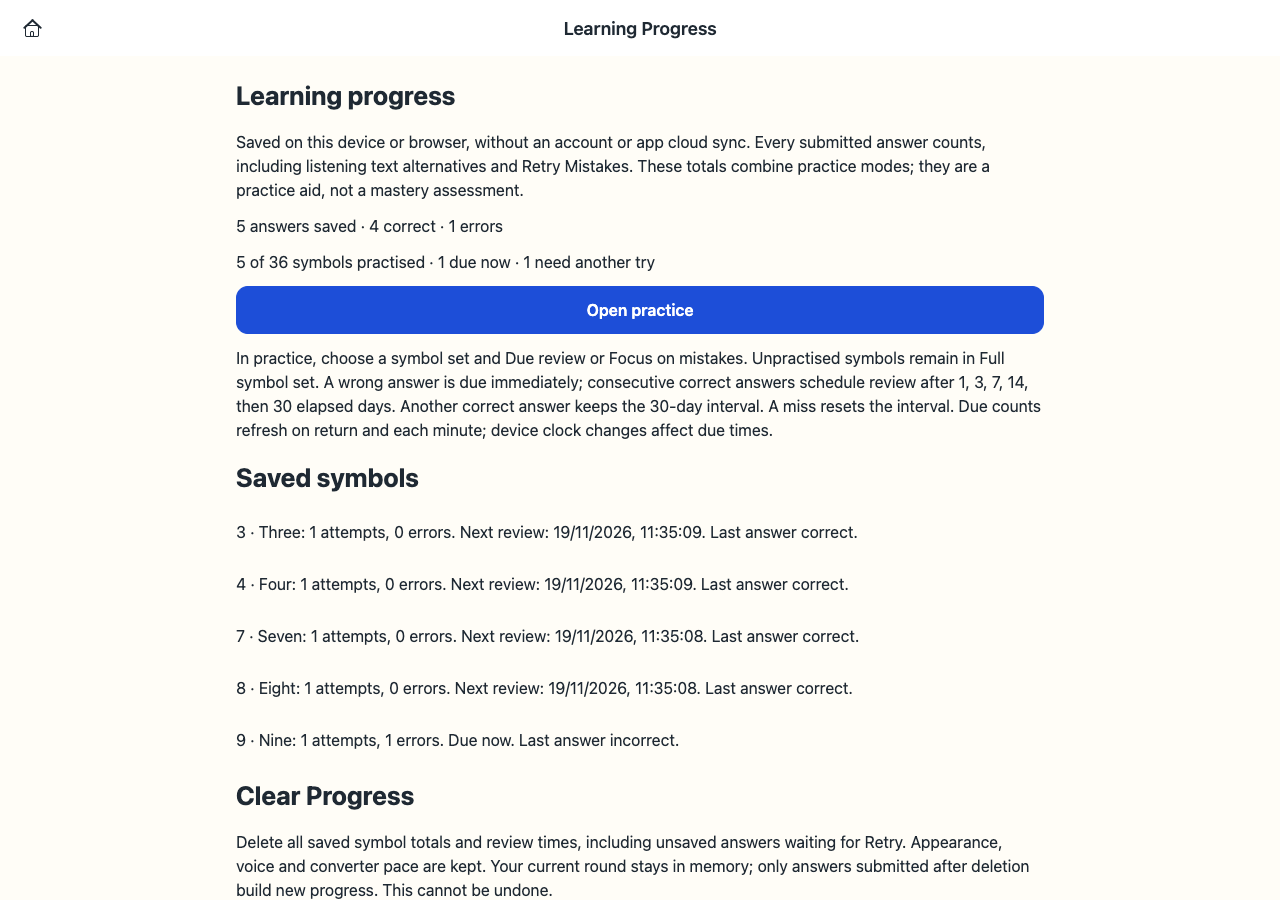 Learning Progress
Learning progress
Saved on this device or browser, without an account or app cloud sync. Every submitted answer counts,
including listening text alternatives and Retry Mistakes. These totals combine practice modes; they are a
practice aid, not a mastery assessment.
5 answers saved · 4 correct · 1 errors
5 of 36 symbols practised · 1 due now · 1 need another try
Open practice
In practice, choose a symbol set and Due review or Focus on mistakes. Unpractised symbols remain in Full
symbol set. A wrong answer is due immediately; consecutive correct answers schedule review after 1, 3, 7, 14,
then 30 elapsed days. Another correct answer keeps the 30-day interval. A miss resets the interval. Due counts
refresh on return and each minute; device clock changes affect due times.
Saved symbols
3 · Three: 1 attempts, 0 errors. Next review: 19/11/2026, 11:35:09. Last answer correct.
4 · Four: 1 attempts, 0 errors. Next review: 19/11/2026, 11:35:09. Last answer correct.
7 · Seven: 1 attempts, 0 errors. Next review: 19/11/2026, 11:35:08. Last answer correct.
8 · Eight: 1 attempts, 0 errors. Next review: 19/11/2026, 11:35:08. Last answer correct.
9 · Nine: 1 attempts, 1 errors. Due now. Last answer incorrect.
Clear Progress
Delete all saved symbol totals and review times, including unsaved answers waiting for Retry. Appearance,
voice and converter pace are kept. Your current round stays in memory; only answers submitted after deletion
build new progress. This cannot be undone.